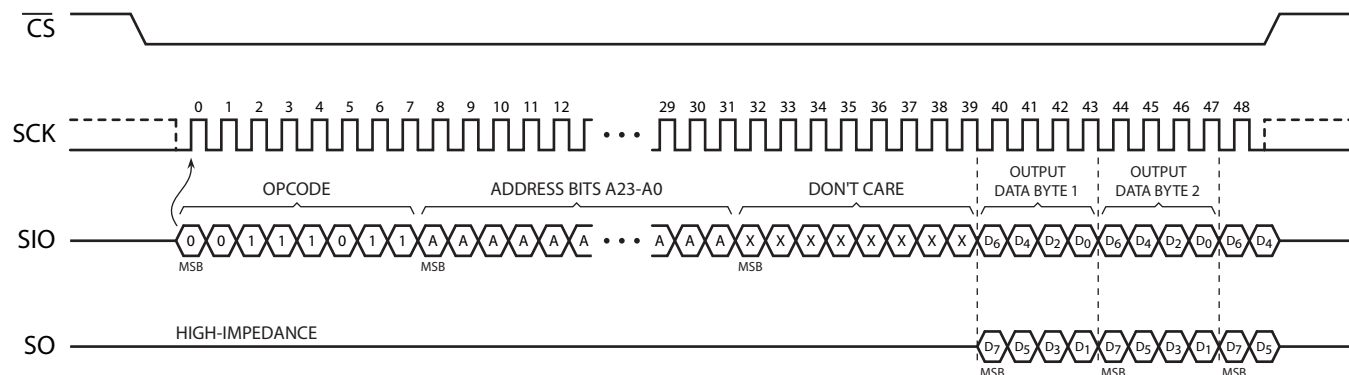 CS
0 1 2 3 4 5 6 7 8 9 10 11 12 29 30 31 32 33 34 35 36 37 38 39 40 41 42 43 44 45 46 47 48
SCK
OPCODE ADDRESS BITS A23-A0 DON'T CARE OUTPUT DATA BYTE 1 OUTPUT DATA BYTE 2
SIO 0 0 1 1 1 0 1 1 A A A A A A A A A X X X X X X X X D6 D4 D2 D0 D6 D4 D2 D0 D6 D4
MSB MSB MSB
HIGH-IMPEDANCE
SO D7 D5 D3 D1 D7 D5 D3 D1 D7 D5
MSB MSB MSB